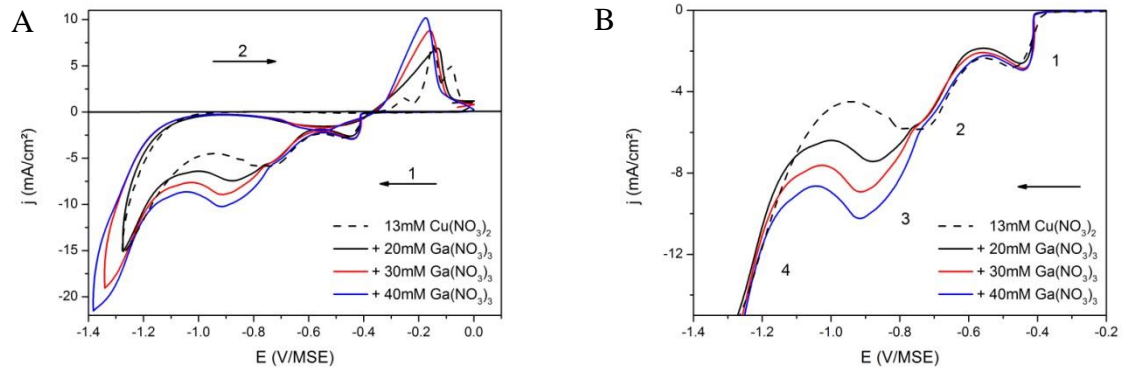 A
2
1
13mM Cu(NO₃)₂
+ 20mM Ga(NO₃)₃
+ 30mM Ga(NO₃)₃
+ 40mM Ga(NO₃)₃
10
5
0
-5
-10
-15
-20
-1.4 -1.2 -1.0 -0.8 -0.6 -0.4 -0.2 0.0
j (mA/cm²)
E (V/MSE)
B
1
2
3
4
13mM Cu(NO₃)₂
+ 20mM Ga(NO₃)₃
+ 30mM Ga(NO₃)₃
+ 40mM Ga(NO₃)₃
0
-4
-8
-12
-1.4 -1.2 -1.0 -0.8 -0.6 -0.4 -0.2
j (mA/cm²)
E (V/MSE)